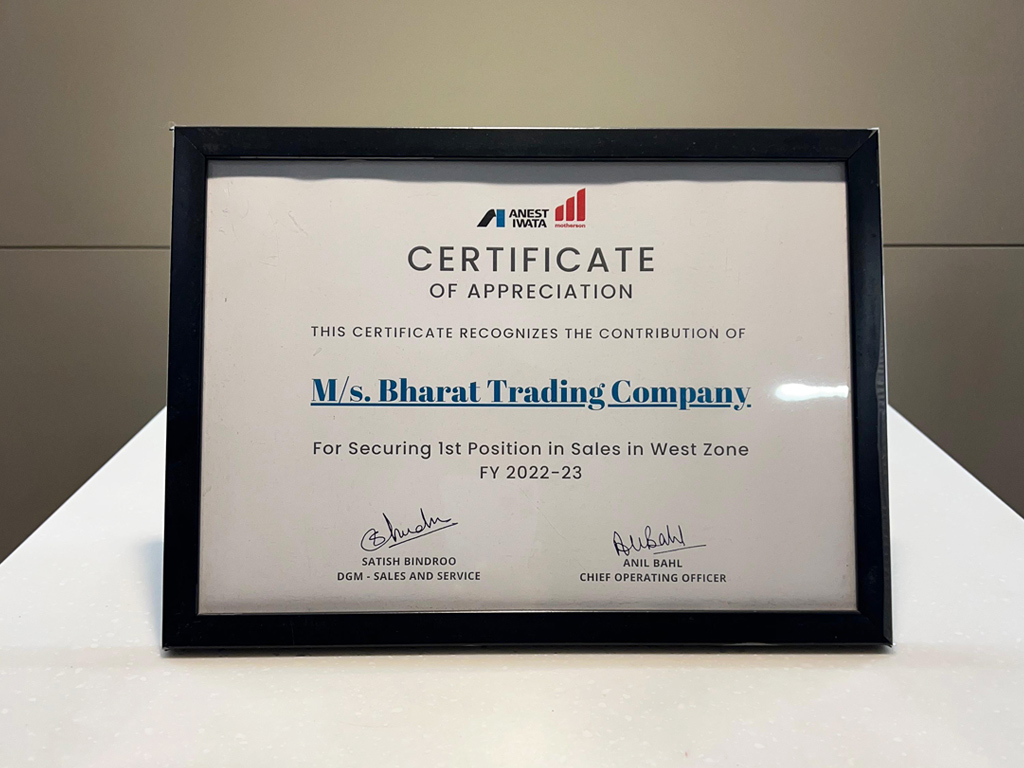 ANEST
IWATA
motherson
CERTIFICATE
OF APPRECIATION
THIS CERTIFICATE RECOGNIZES THE CONTRIBUTION OF
M/s. Bharat Trading Company
For Securing 1st Position in Sales in West Zone
FY 2022-23
SATISH BINDROO
DGM - SALES AND SERVICE
ANIL BAHL
CHIEF OPERATING OFFICER